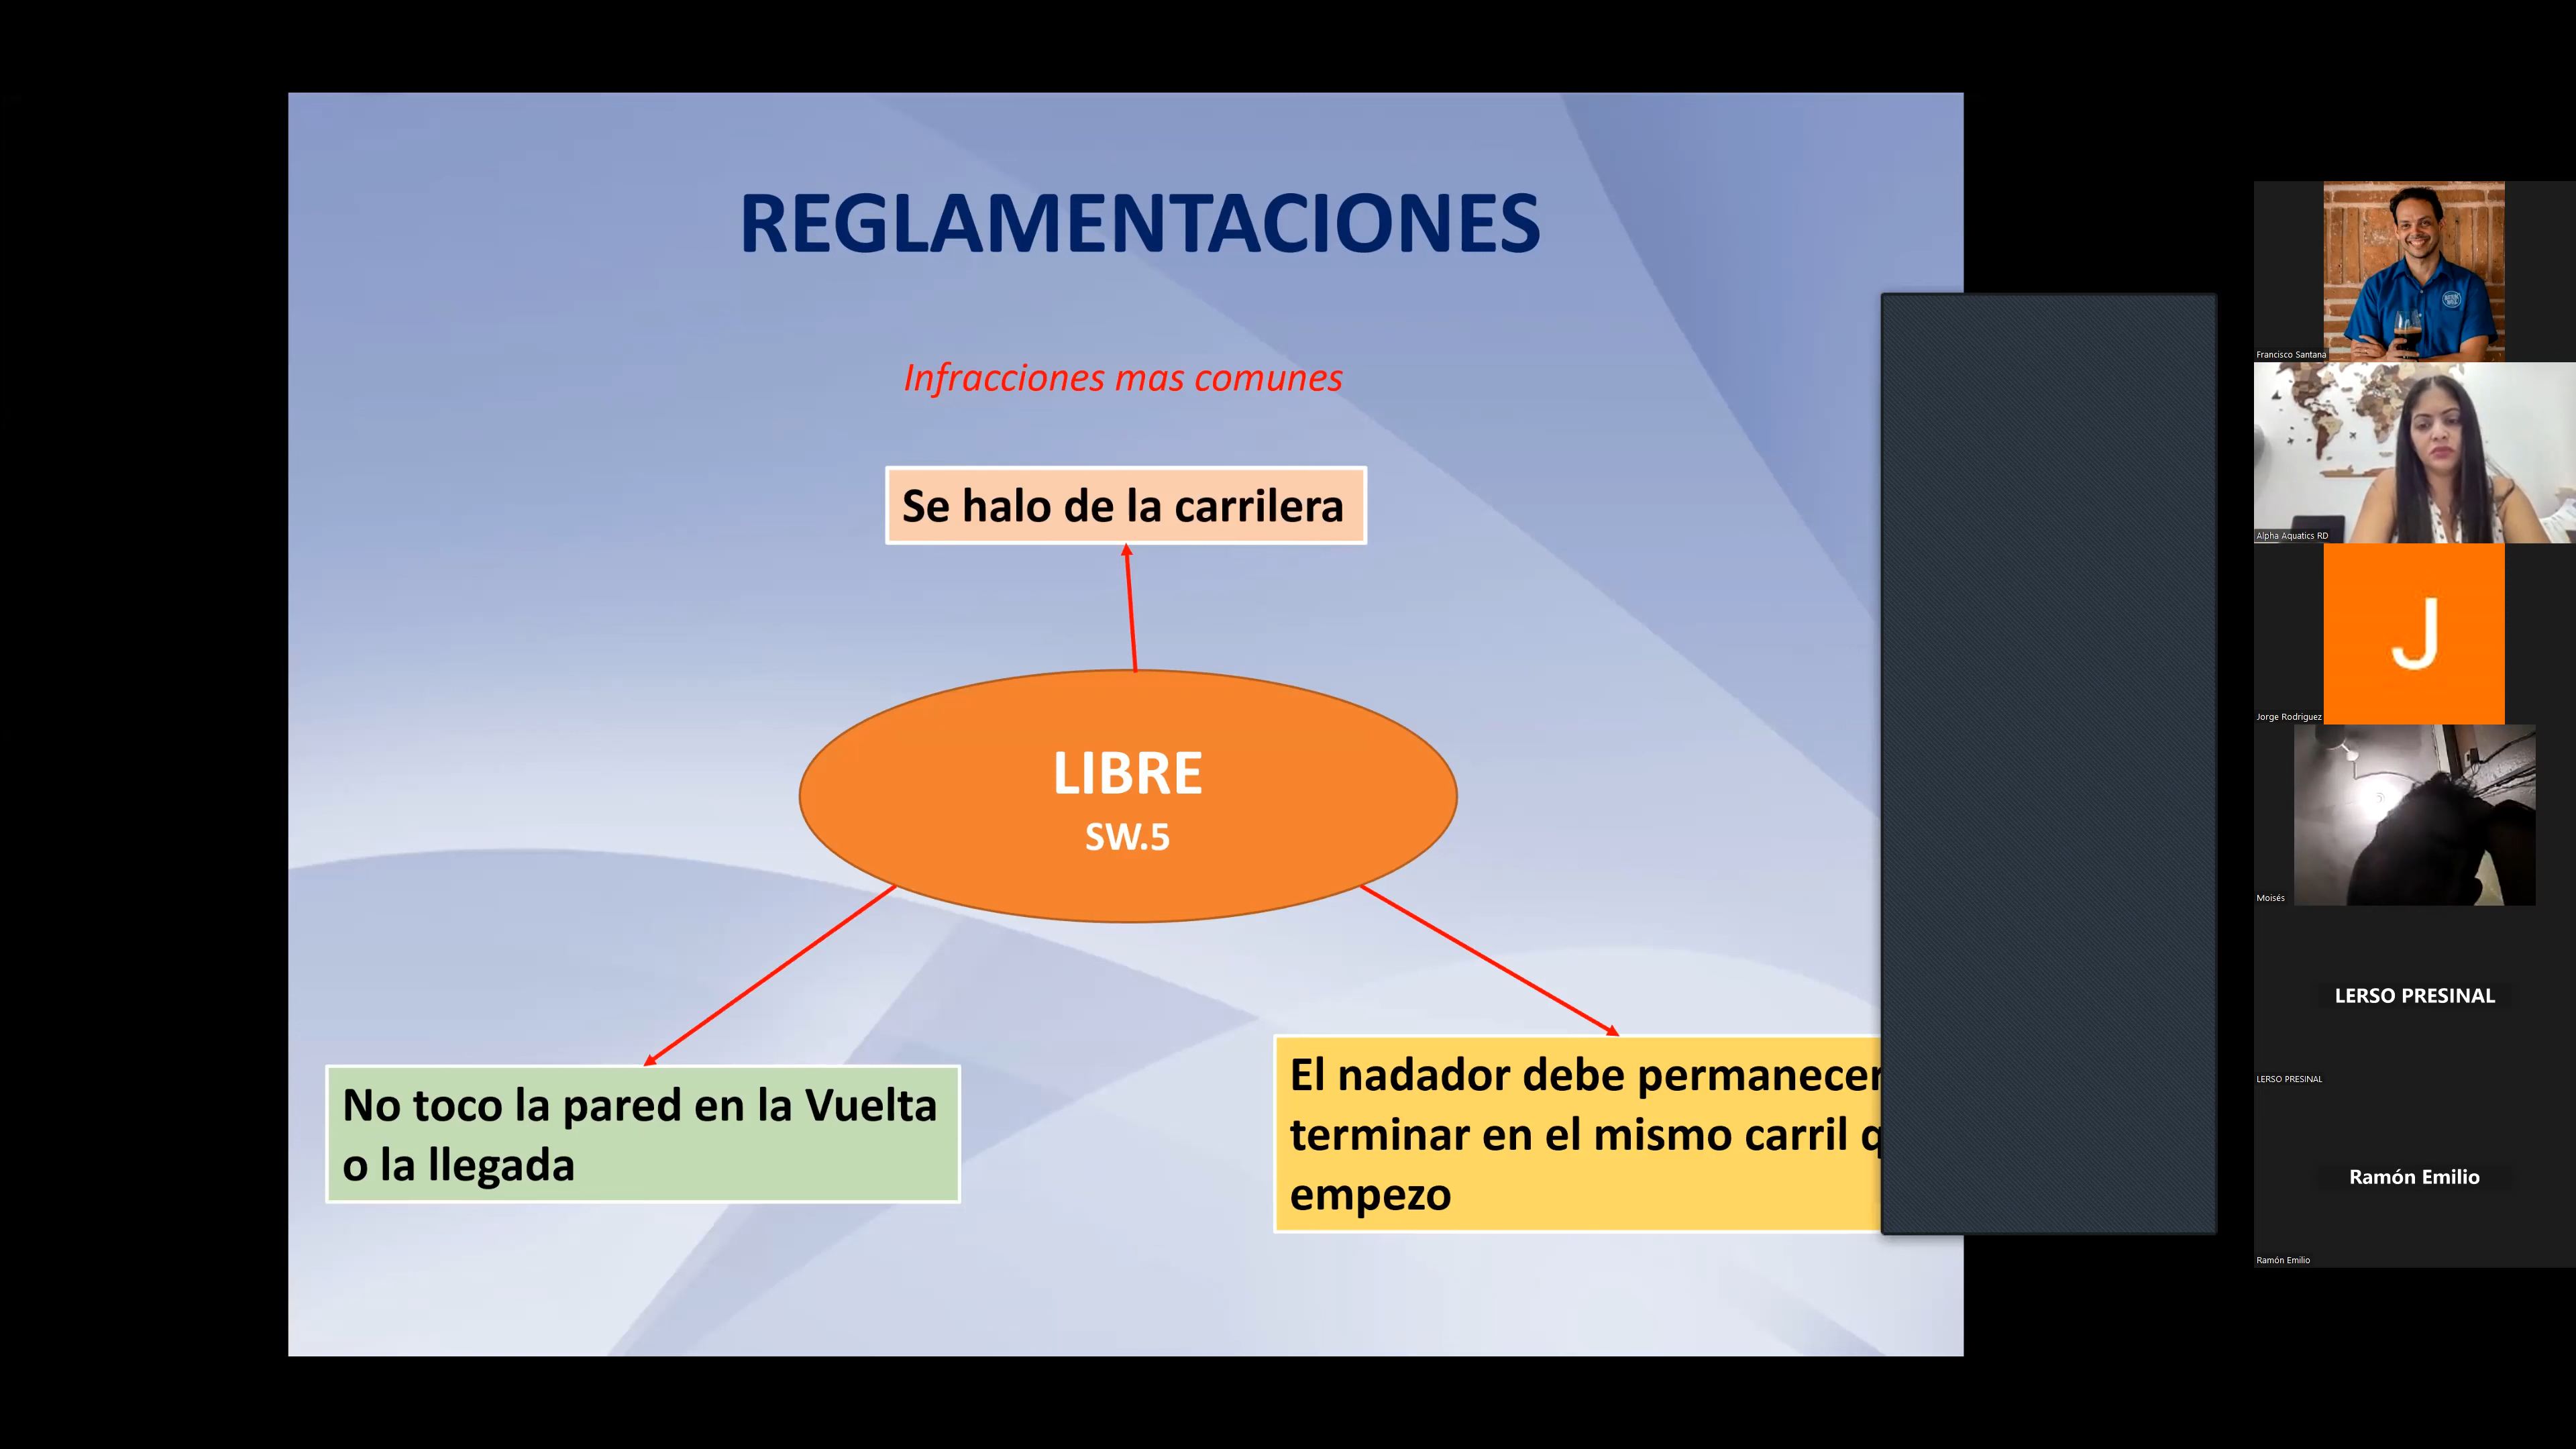 REGLAMENTACIONES
Infracciones mas comunes
Se halo de la carrilera
LIBRE
SW.5
No toco la pared en la Vuelta
o la llegada
El nadador debe permanecer
terminar en el mismo carril
empezo
Francisco Santana
Alpha Aquatics RD
J
Jorge Rodriguez
Moisés
LERSO PRESINAL
LERSO PRESINAL
Ramón Emilio
Ramón Emilio